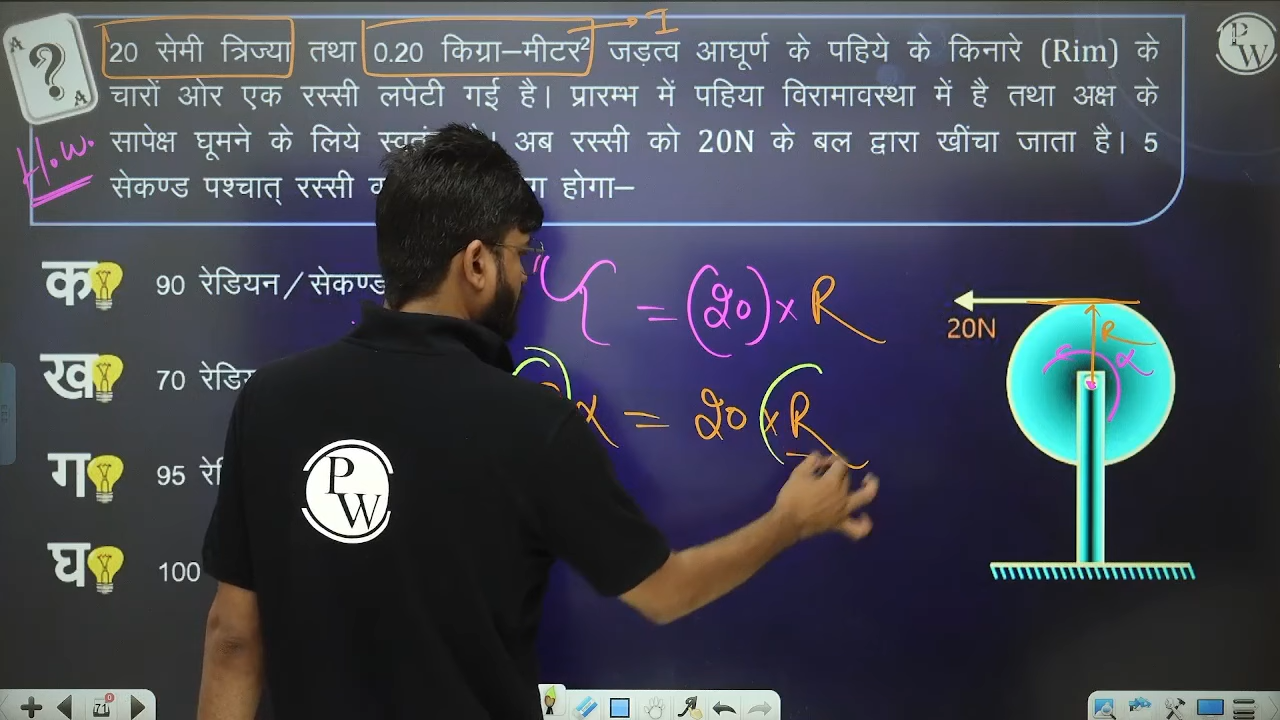 20 सेमी त्रिज्या तथा 0.20 किग्रा–मीटर² जड़त्व आघूर्ण के पहिये के किनारे (Rim) के
चारों ओर एक रस्सी लपेटी गई है। प्रारम्भ में पहिया विरामावस्था में है तथा अक्ष के
सापेक्ष घूमने के लिये अब रस्सी को 20N के बल द्वारा खींचा जाता है। 5
सेकण्ड पश्चात् रस्सी होगा–
I
H.W.
क 90 रेडियन/सेकण्ड
ख 70
ग 95
घ 100
τ = (20) × R
α = 20 × R
20N
R
α
PW
PW
A
?
A
71